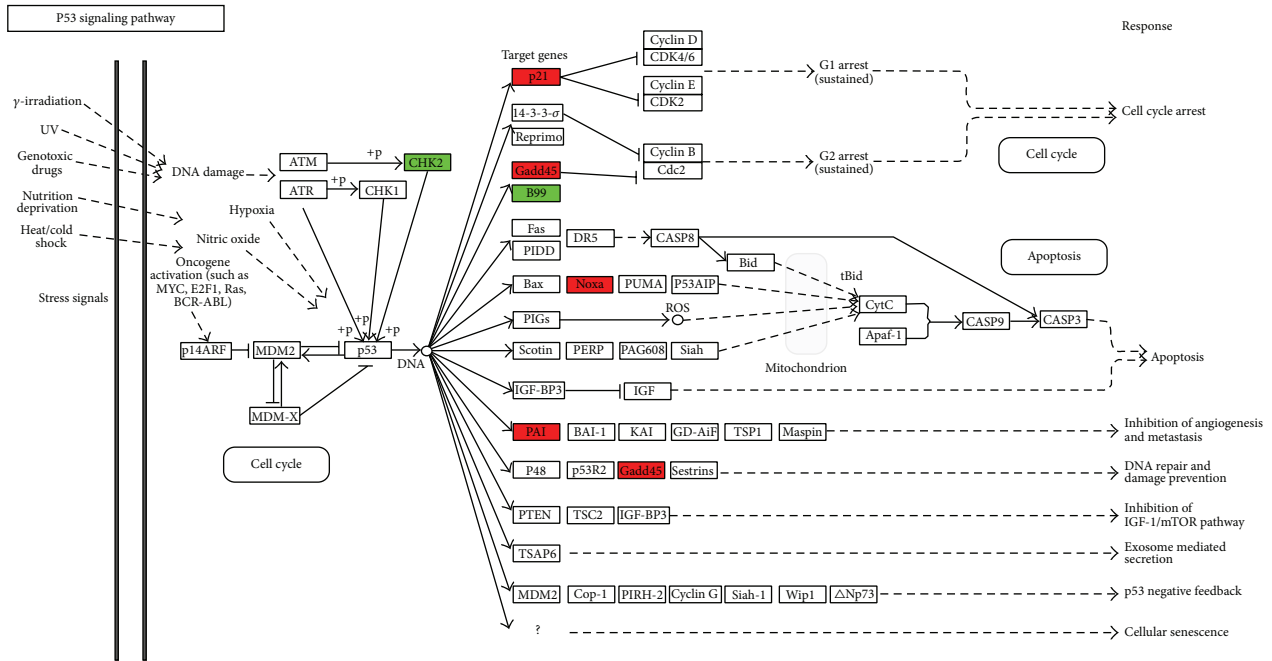 P53 signaling pathway
Response
Target genes
Cyclin D
CDK4/6
p21
G1 arrest
(sustained)
Cyclin E
CDK2
γ-irradiation
UV
Genotoxic
drugs
Nutrition
deprivation
Heat/cold
shock
Stress signals
DNA damage
ATM
+p
CHK2
ATR
+p
CHK1
Hypoxia
Nitric oxide
Oncogene
activation (such as
MYC, E2F1, Ras,
BCR-ABL)
14-3-3-σ
Reprimo
Cell cycle arrest
Cyclin B
Cdc2
G2 arrest
(sustained)
Cell cycle
Gadd45
B99
Fas
PIDD
DR5
CASP8
Bid
Apoptosis
tBid
Bax
Noxa
PUMA
P53AIP
CytC
PIGs
ROS
Apaf-1
CASP9
CASP3
+p
+p
+p
p14ARF
MDM2
p53
DNA
Scotin
PERP
PAG608
Siah
Mitochondrion
Apoptosis
IGF-BP3
IGF
MDM-X
Cell cycle
PAI
BAI-1
KAI
GD-AiF
TSP1
Maspin
Inhibition of angiogenesis
and metastasis
P48
p53R2
Gadd45
Sestrins
DNA repair and
damage prevention
PTEN
TSC2
IGF-BP3
Inhibition of
IGF-1/mTOR pathway
TSAP6
Exosome mediated
secretion
MDM2
Cop-1
PIRH-2
Cyclin G
Siah-1
Wip1
△Np73
p53 negative feedback
?
Cellular senescence